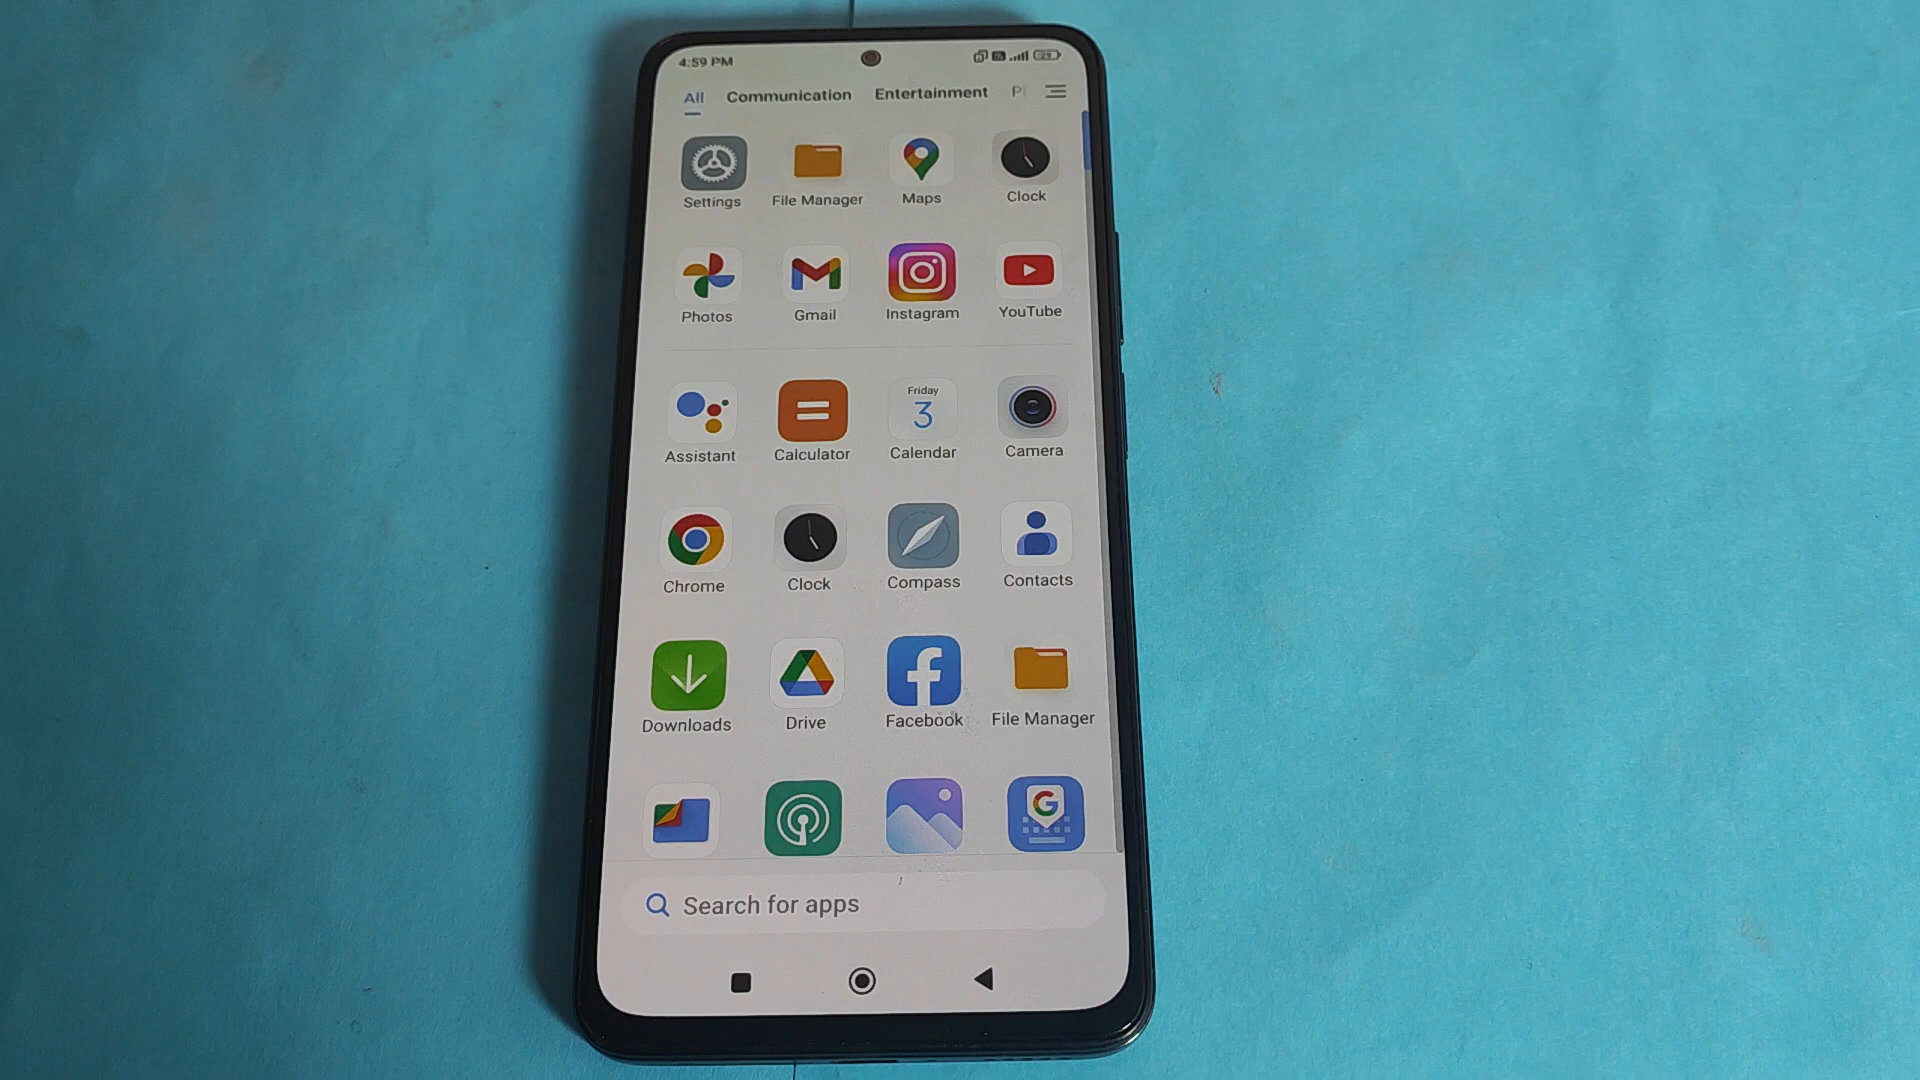 4:59 PM
All Communication Entertainment
Settings File Manager Maps Clock
Photos Gmail Instagram YouTube
Friday
3
Assistant Calculator Calendar Camera
Chrome Clock Compass Contacts
Downloads Drive Facebook File Manager
G
Search for apps